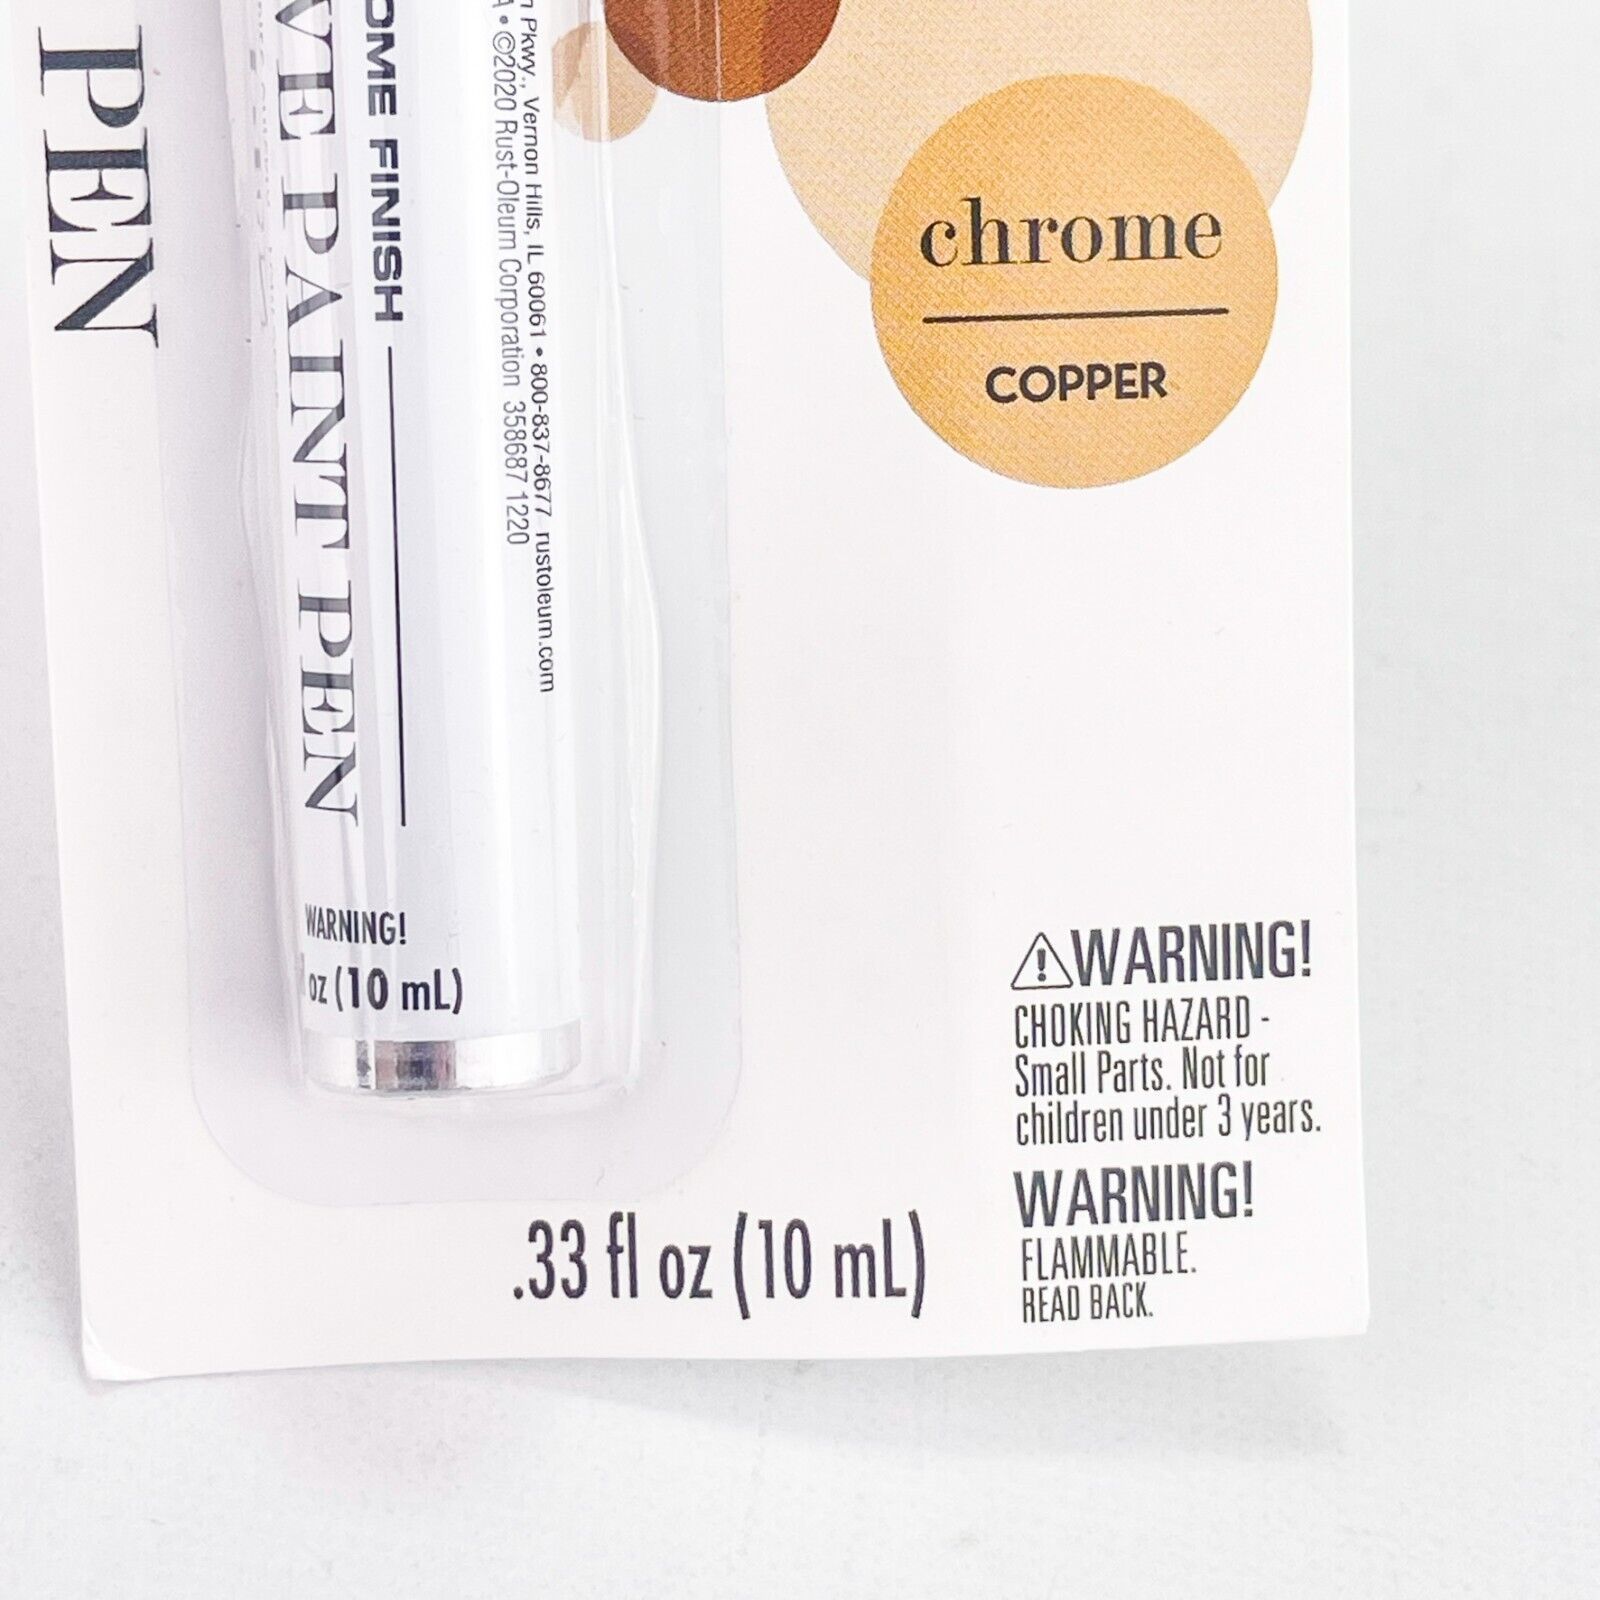 PEN
OME FINISH
VE PAINT PEN
Pkwy., Vernon Hills, IL 60061 • 800-837-8677 rustoleum.com
A • ©2020 Rust-Oleum Corporation 358687 1220
WARNING!
oz (10 mL)
chrome
COPPER
WARNING!
CHOKING HAZARD -
Small Parts. Not for
children under 3 years.
WARNING!
FLAMMABLE.
READ BACK.
.33 fl oz (10 mL)